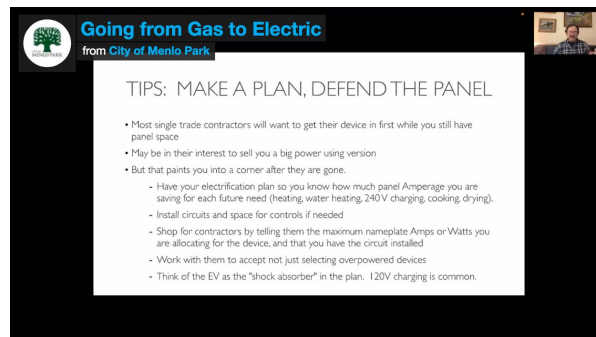 Going from Gas to Electric
from City of Menlo Park
MENLO PARK
TIPS: MAKE A PLAN, DEFEND THE PANEL
• Most single trade contractors will want to get their device in first while you still have
panel space
• May be in their interest to sell you a big power using version
• But that paints you into a corner after they are gone.
- Have your electrification plan so you know how much panel Amperage you are
saving for each future need (heating, water heating, 240V charging, cooking, drying).
- Install circuits and space for controls if needed
- Shop for contractors by telling them the maximum nameplate Amps or Watts you
are allocating for the device, and that you have the circuit installed
- Work with them to accept not just selecting overpowered devices
- Think of the EV as the "shock absorber" in the plan. 120V charging is common.